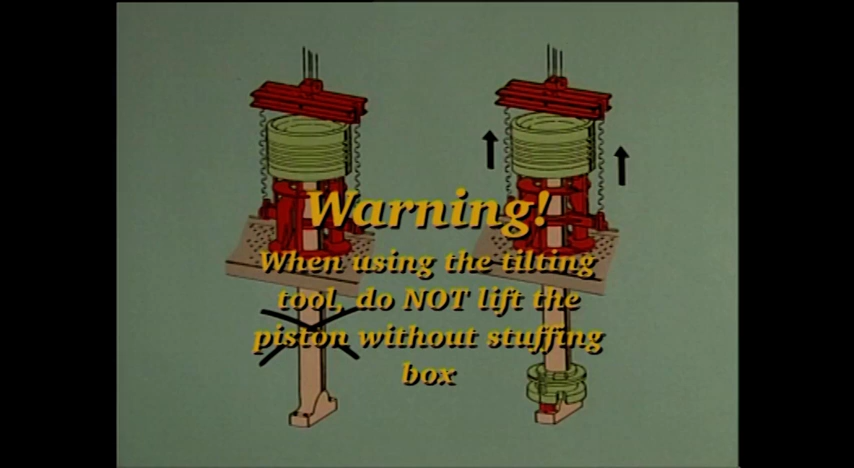 Warning!
When using the tilting
tool, do NOT lift the
piston without stuffing
box